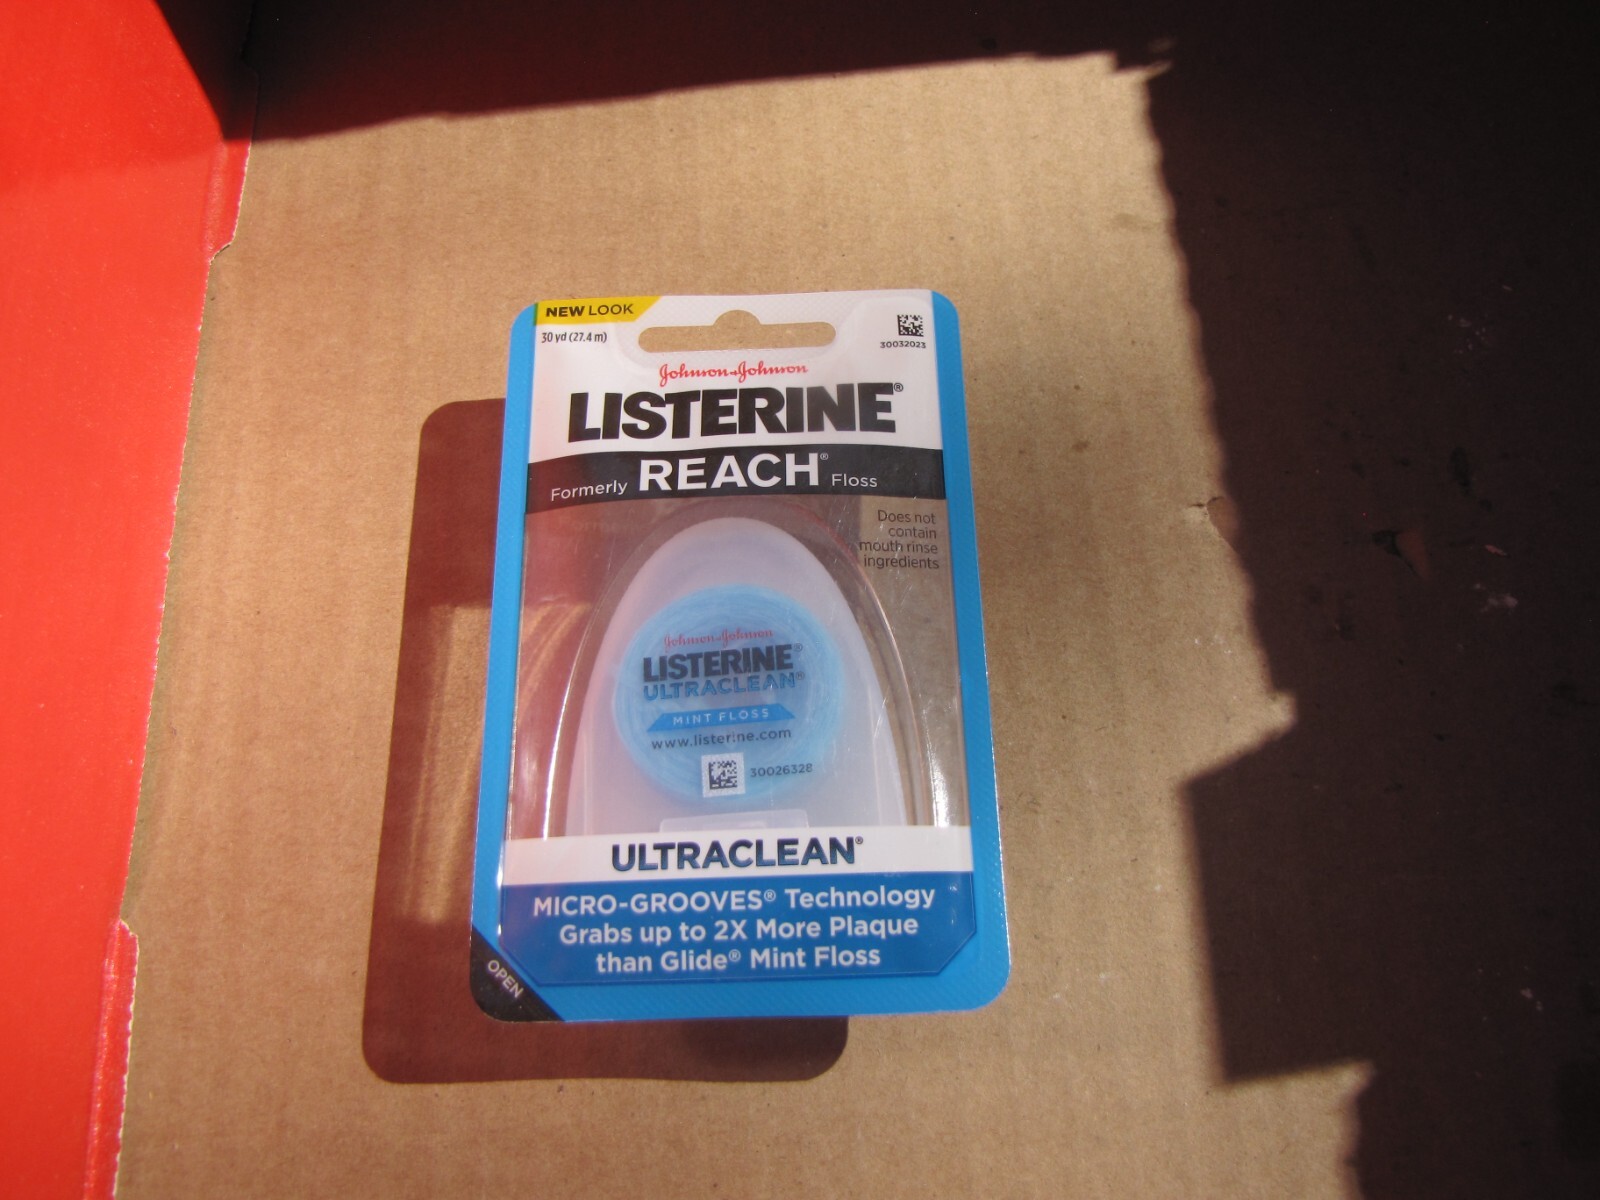 NEW LOOK
30 yd (27.4 m)
30032023
Johnson & Johnson
LISTERINE®
Formerly REACH® Floss
Does not
contain
mouth rinse
ingredients
Johnson & Johnson
LISTERINE®
ULTRACLEAN®
MINT FLOSS
www.listerine.com
30026328
ULTRACLEAN®
MICRO-GROOVES® Technology
Grabs up to 2X More Plaque
than Glide® Mint Floss
OPEN